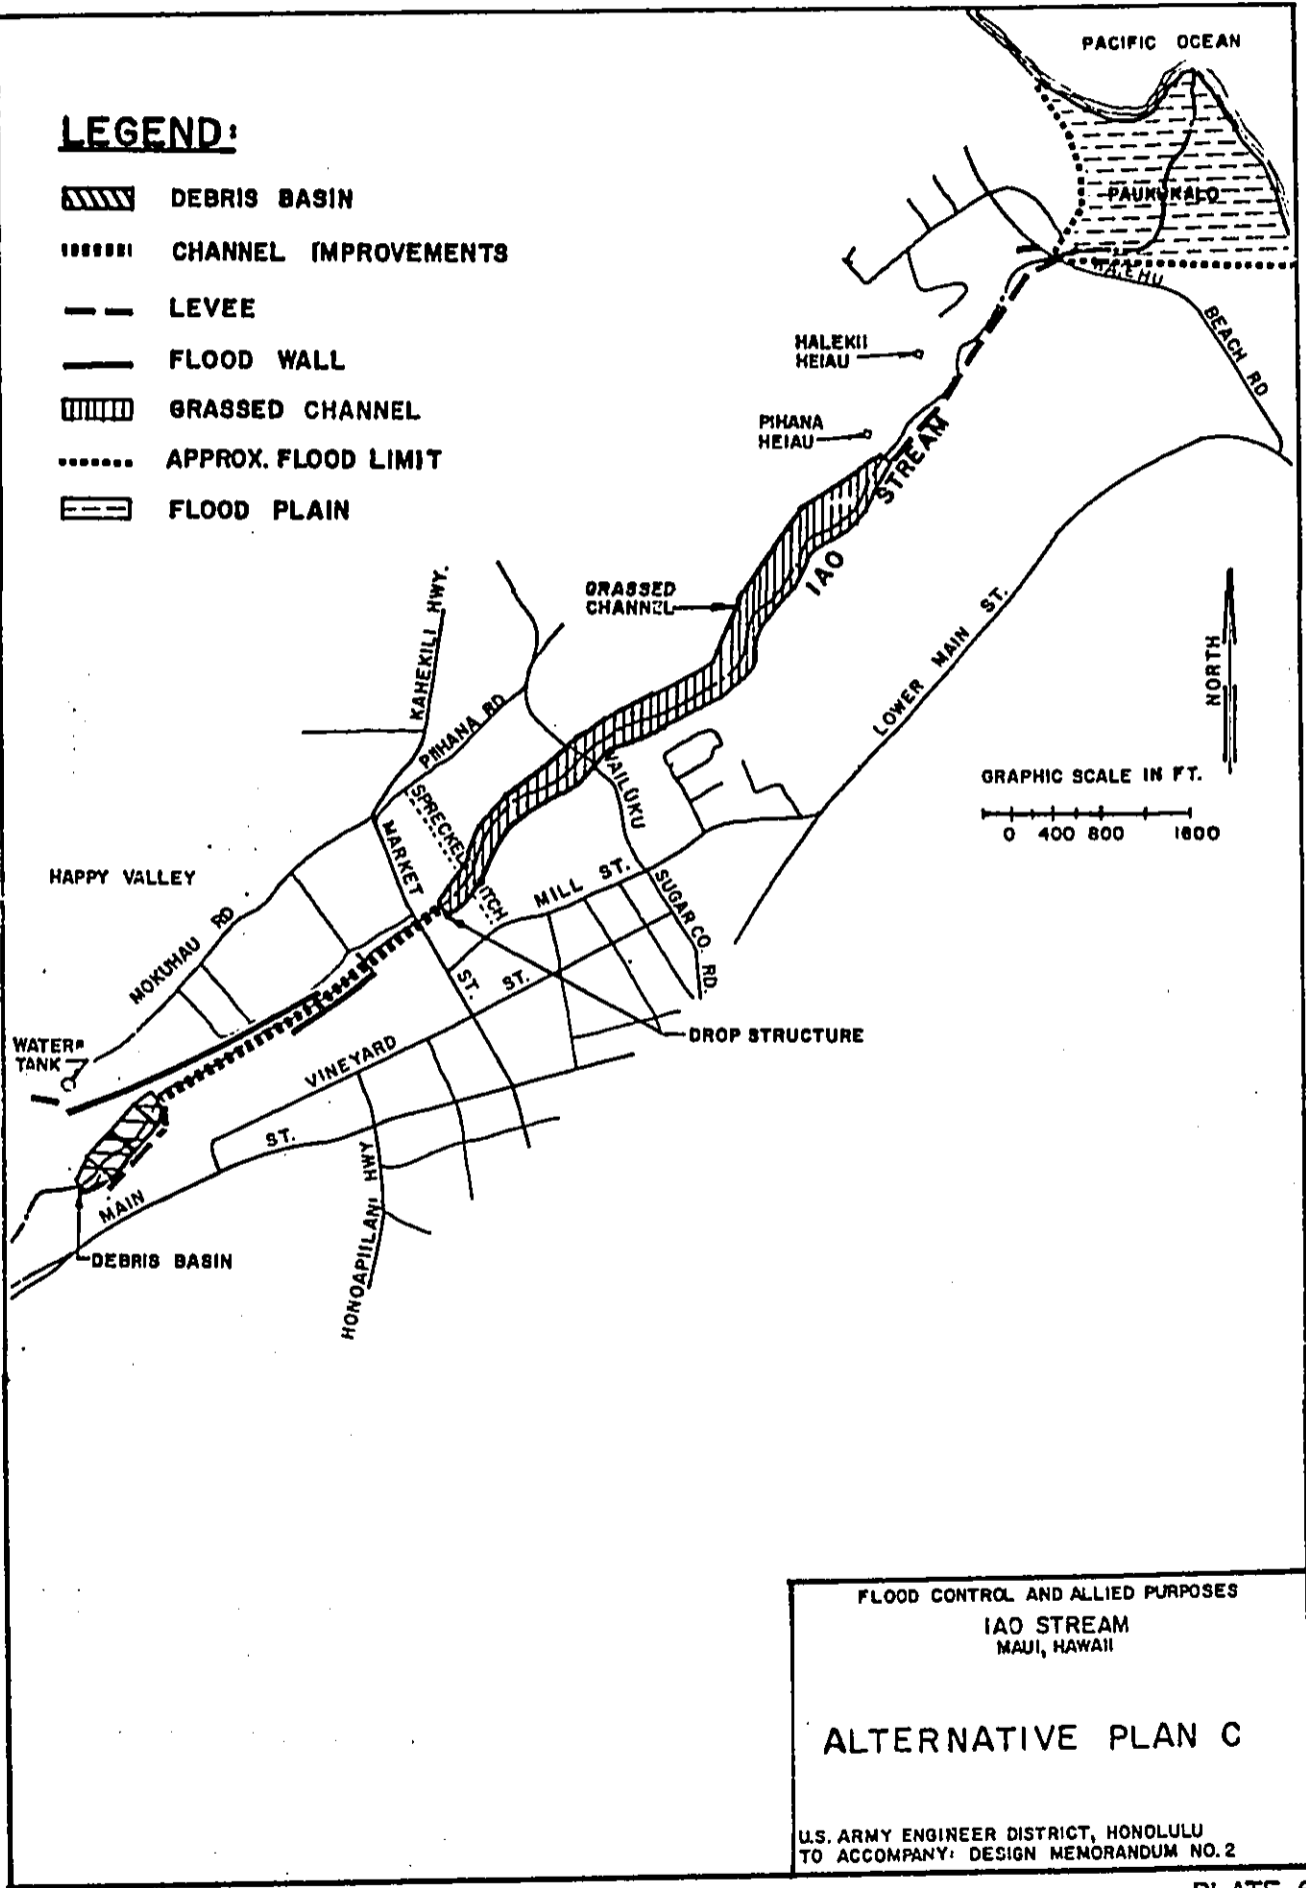 PACIFIC OCEAN
LEGEND:
DEBRIS BASIN
CHANNEL IMPROVEMENTS
LEVEE
FLOOD WALL
GRASSED CHANNEL
APPROX. FLOOD LIMIT
FLOOD PLAIN
PAUKUKALO
BEACH RD
HALEKII
HEIAU
PIHANA
HEIAU
IAO STREAM
GRASSED
CHANNEL
KAHEKILI HWY.
PIIHANA RD
LOWER MAIN ST.
NORTH
GRAPHIC SCALE IN FT.
0 400 800 1600
SPRECKEL
ITCH
MARKET
ST.
WAILUKU
SUGAR CO. RD.
MILL ST.
HAPPY VALLEY
MOKUHAU RD
WATER
TANK
VINEYARD
ST.
DROP STRUCTURE
MAIN
ST.
HONOAPIILANI HWY
DEBRIS BASIN
FLOOD CONTROL AND ALLIED PURPOSES
IAO STREAM
MAUI, HAWAII
ALTERNATIVE PLAN C
U.S. ARMY ENGINEER DISTRICT, HONOLULU
TO ACCOMPANY: DESIGN MEMORANDUM NO. 2
PLATE